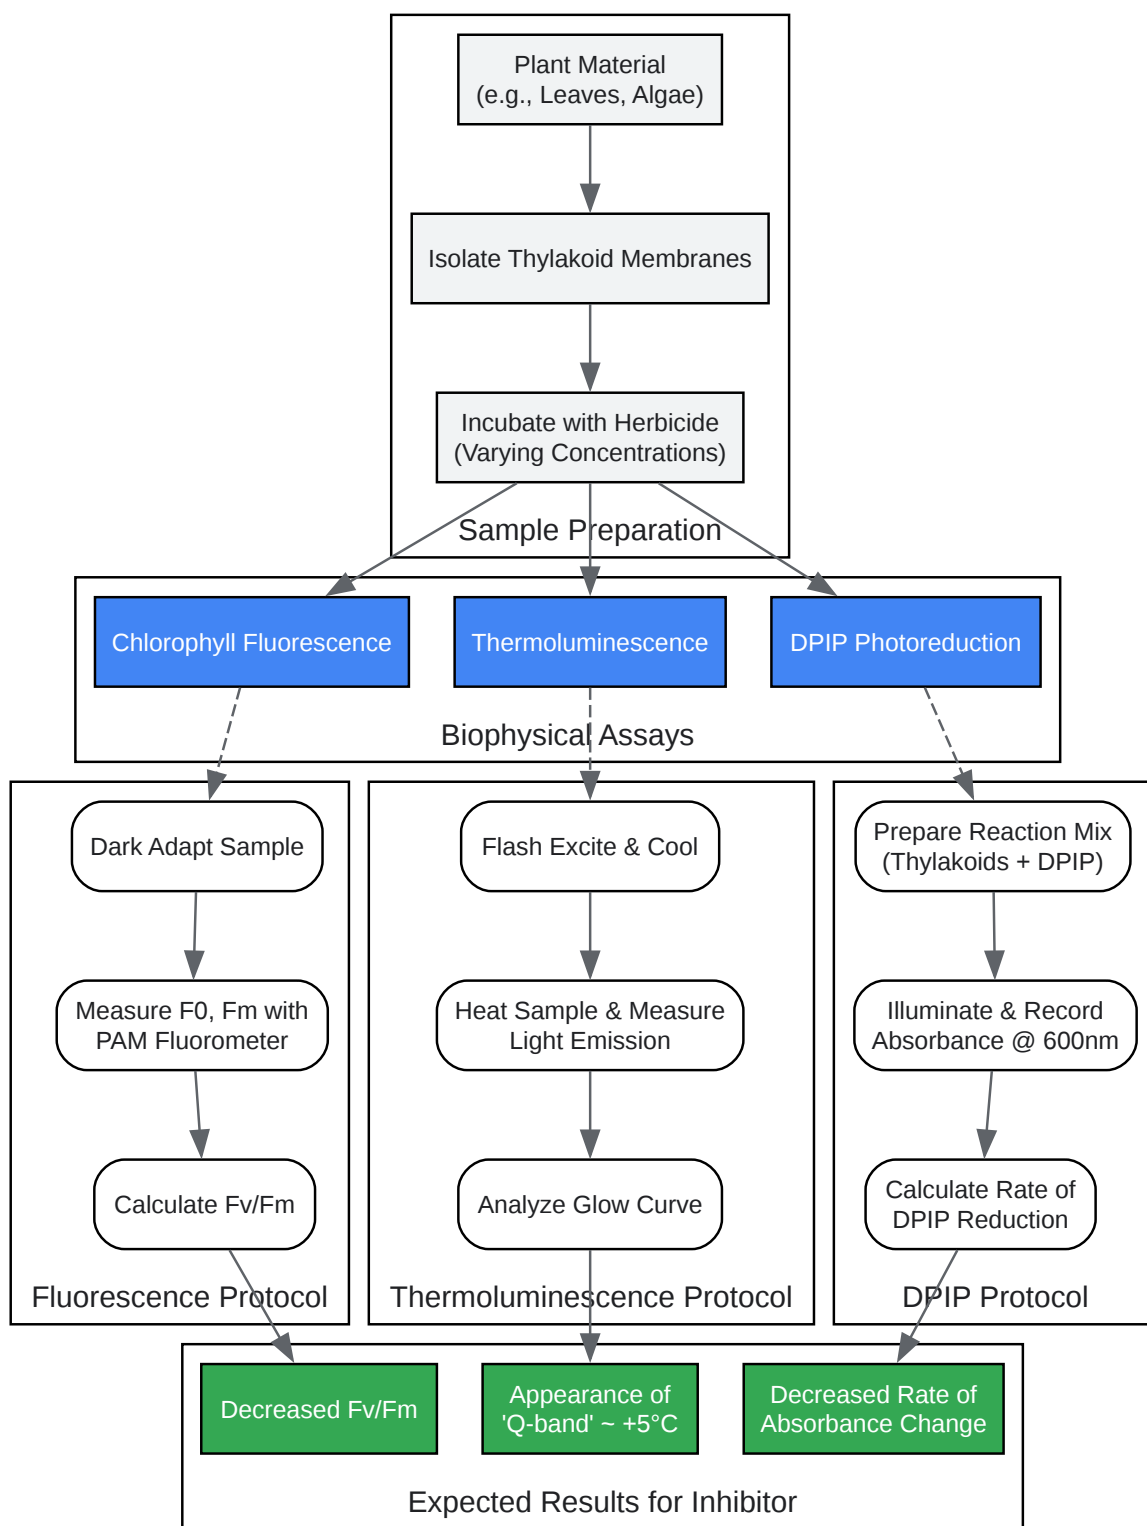 Plant Material
(e.g., Leaves, Algae)
Isolate Thylakoid Membranes
Incubate with Herbicide
(Varying Concentrations)
Sample Preparation
Chlorophyll Fluorescence
Thermoluminescence
DPIP Photoreduction
Biophysical Assays
Dark Adapt Sample
Measure F0, Fm with
PAM Fluorometer
Calculate Fv/Fm
Fluorescence Protocol
Flash Excite & Cool
Heat Sample & Measure
Light Emission
Analyze Glow Curve
Thermoluminescence Protocol
Prepare Reaction Mix
(Thylakoids + DPIP)
Illuminate & Record
Absorbance @ 600nm
Calculate Rate of
DPIP Reduction
DPIP Protocol
Decreased Fv/Fm
Appearance of
'Q-band' ~ +5°C
Decreased Rate of
Absorbance Change
Expected Results for Inhibitor